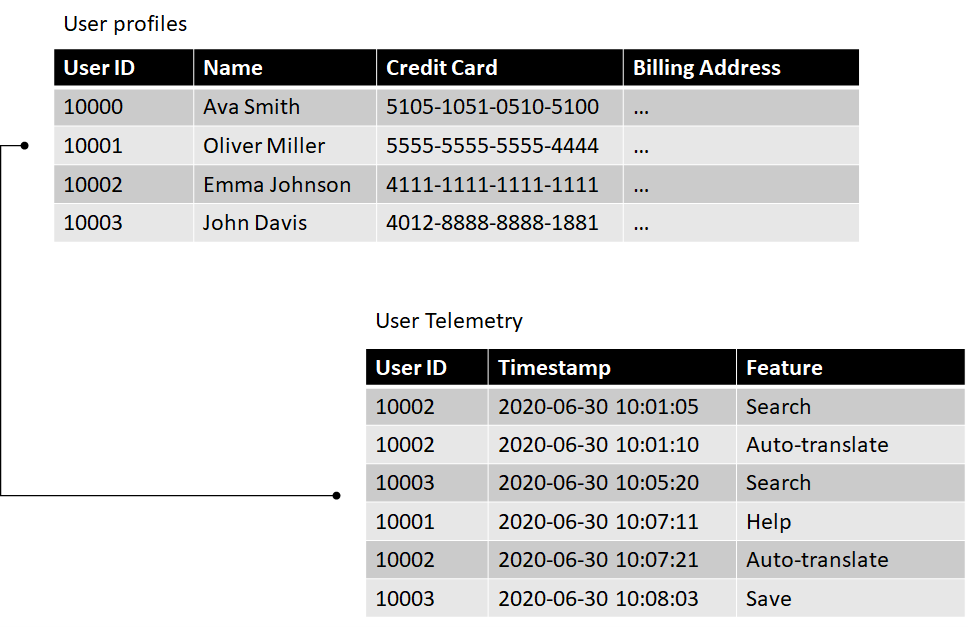 User profiles
User ID Name Credit Card Billing Address
10000 Ava Smith 5105-1051-0510-5100 ...
10001 Oliver Miller 5555-5555-5555-4444 ...
10002 Emma Johnson 4111-1111-1111-1111 ...
10003 John Davis 4012-8888-8888-1881 ...
User Telemetry
User ID Timestamp Feature
10002 2020-06-30 10:01:05 Search
10002 2020-06-30 10:01:10 Auto-translate
10003 2020-06-30 10:05:20 Search
10001 2020-06-30 10:07:11 Help
10002 2020-06-30 10:07:21 Auto-translate
10003 2020-06-30 10:08:03 Save